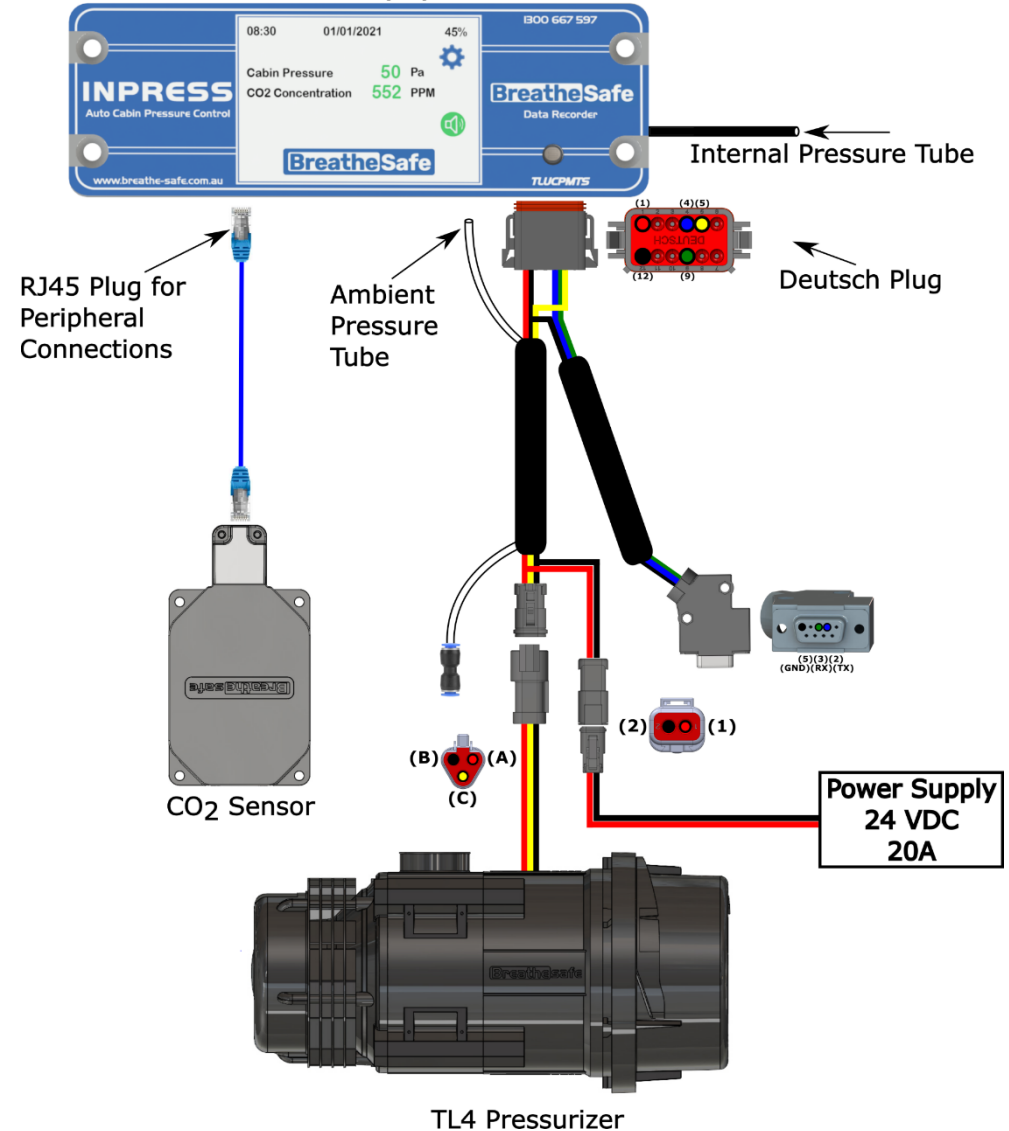 1300 667 597
08:30 01/01/2021 45%
Cabin Pressure 50 Pa
CO2 Concentration 552 PPM
INPRESS
Auto Cabin Pressure Control
BreatheSafe
Data Recorder
BreatheSafe
www.breathe-safe.com.au
TLUCPMTS
Internal Pressure Tube
(1) (4)(5)
DEUTSCH
(12) (9)
Deutsch Plug
RJ45 Plug for
Peripheral
Connections
Ambient
Pressure
Tube
(5)(3)(2)
(GND)(RX)(TX)
Breathesafe
(2) (1)
(B) (A)
(C)
CO2 Sensor
Power Supply
24 VDC
20A
Breathesafe
TL4 Pressurizer